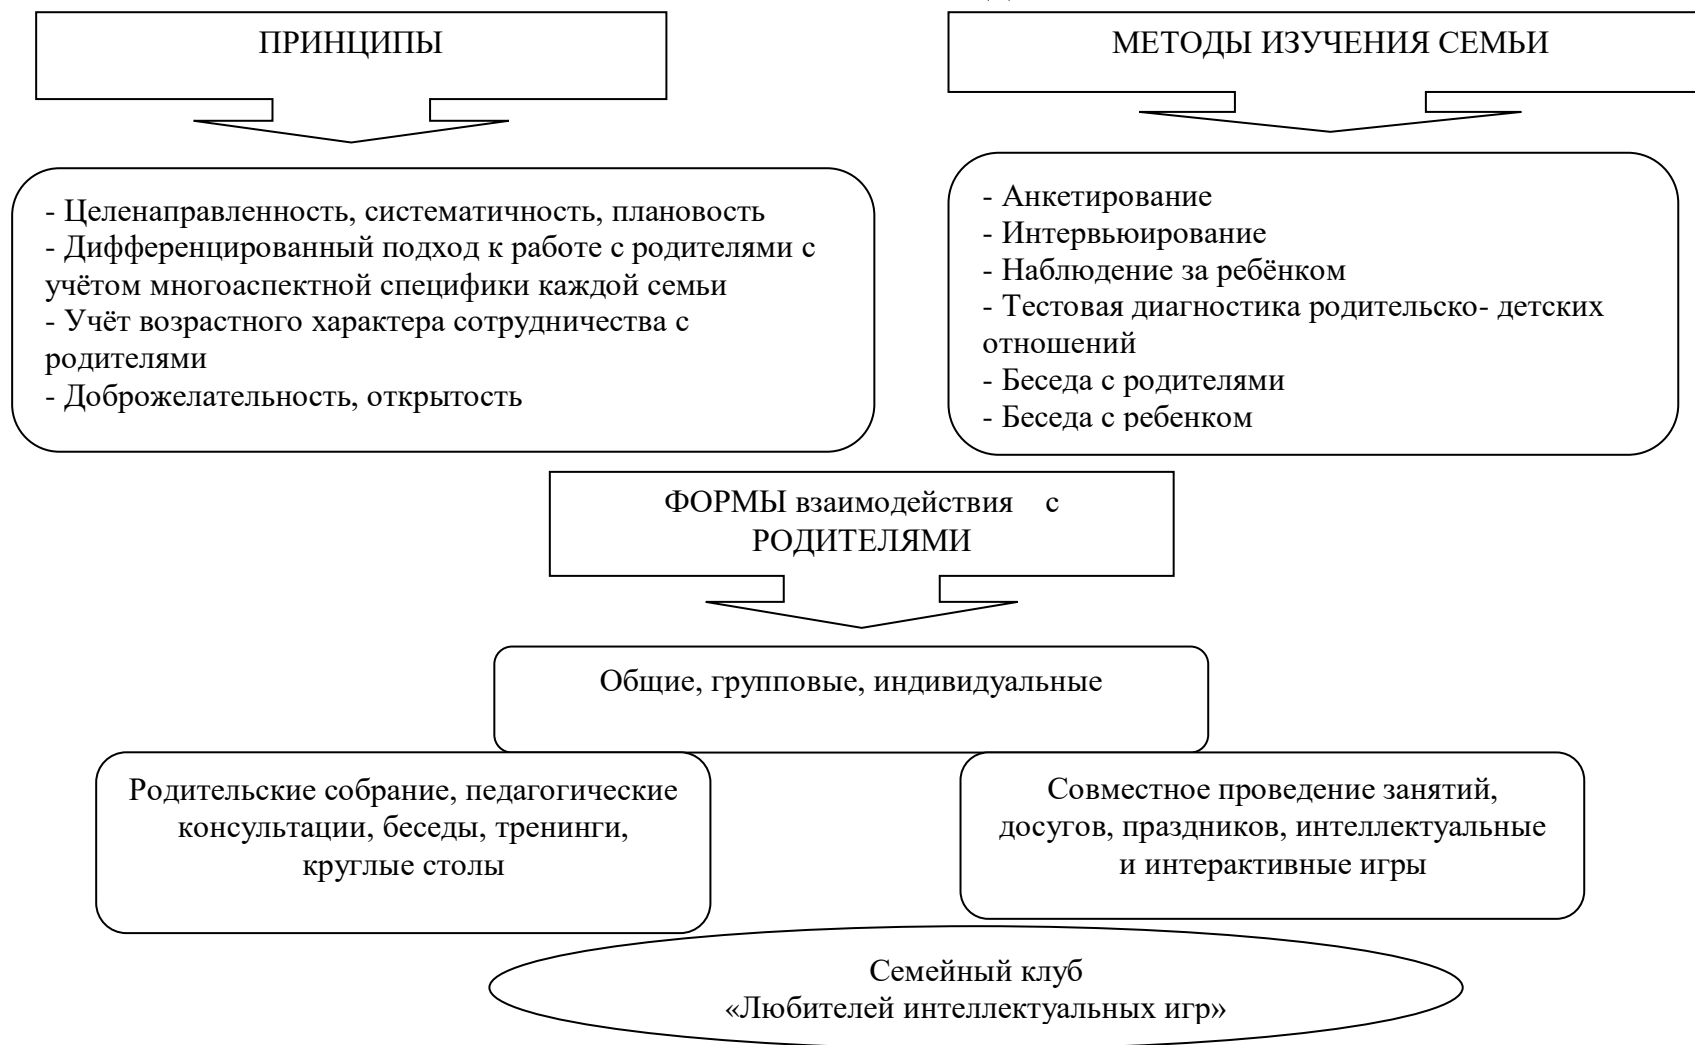 ПРИНЦИПЫ
- Целенаправленность, систематичность, плановость
- Дифференцированный подход к работе с родителями с
учётом многоаспектной специфики каждой семьи
- Учёт возрастного характера сотрудничества с
родителями
- Доброжелательность, открытость
МЕТОДЫ ИЗУЧЕНИЯ СЕМЬИ
- Анкетирование
- Интервьюирование
- Наблюдение за ребёнком
- Тестовая диагностика родительско- детских
отношений
- Беседа с родителями
- Беседа с ребенком
ФОРМЫ взаимодействия с
РОДИТЕЛЯМИ
Общие, групповые, индивидуальные
Родительские собрание, педагогические
консультации, беседы, тренинги,
круглые столы
Совместное проведение занятий,
досугов, праздников, интеллектуальные
и интерактивные игры
Семейный клуб
«Любителей интеллектуальных игр»